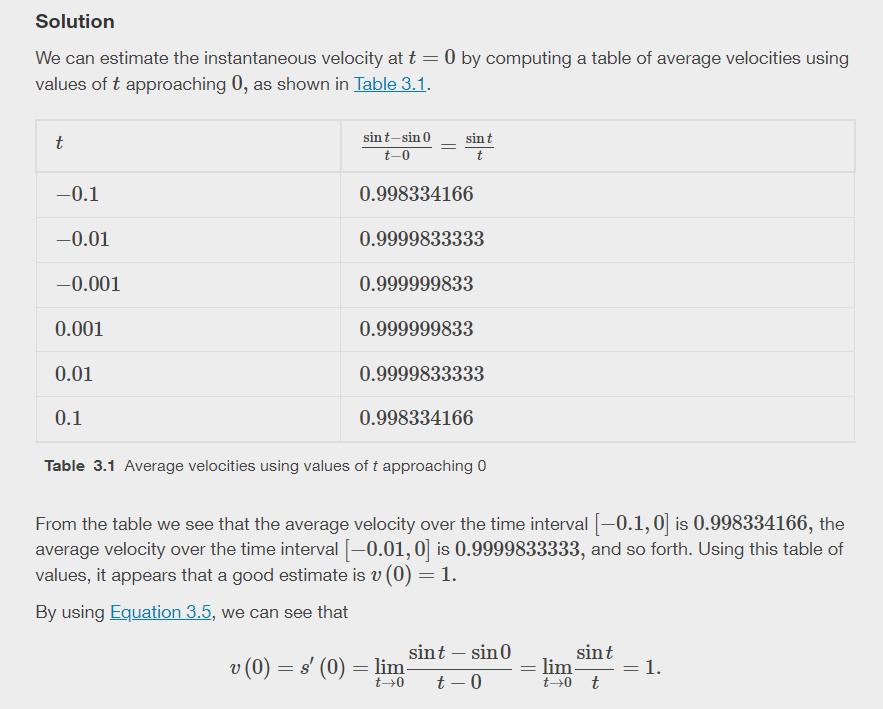 Solution
We can estimate the instantaneous velocity at t = 0 by computing a table of average velocities using
values of t approaching 0, as shown in Table 3.1.
t	\frac{\sin t - \sin 0}{t - 0} = \frac{\sin t}{t}
−0.1	0.998334166
−0.01	0.9999833333
−0.001	0.999999833
0.001	0.999999833
0.01	0.9999833333
0.1	0.998334166
Table 3.1 Average velocities using values of t approaching 0
From the table we see that the average velocity over the time interval [−0.1, 0] is 0.998334166, the
average velocity over the time interval [−0.01, 0] is 0.9999833333, and so forth. Using this table of
values, it appears that a good estimate is v (0) = 1.
By using Equation 3.5, we can see that
v (0) = s′ (0) = \lim_{t→0} \frac{\sin t − \sin 0}{t − 0} = \lim_{t→0} \frac{\sin t}{t} = 1.